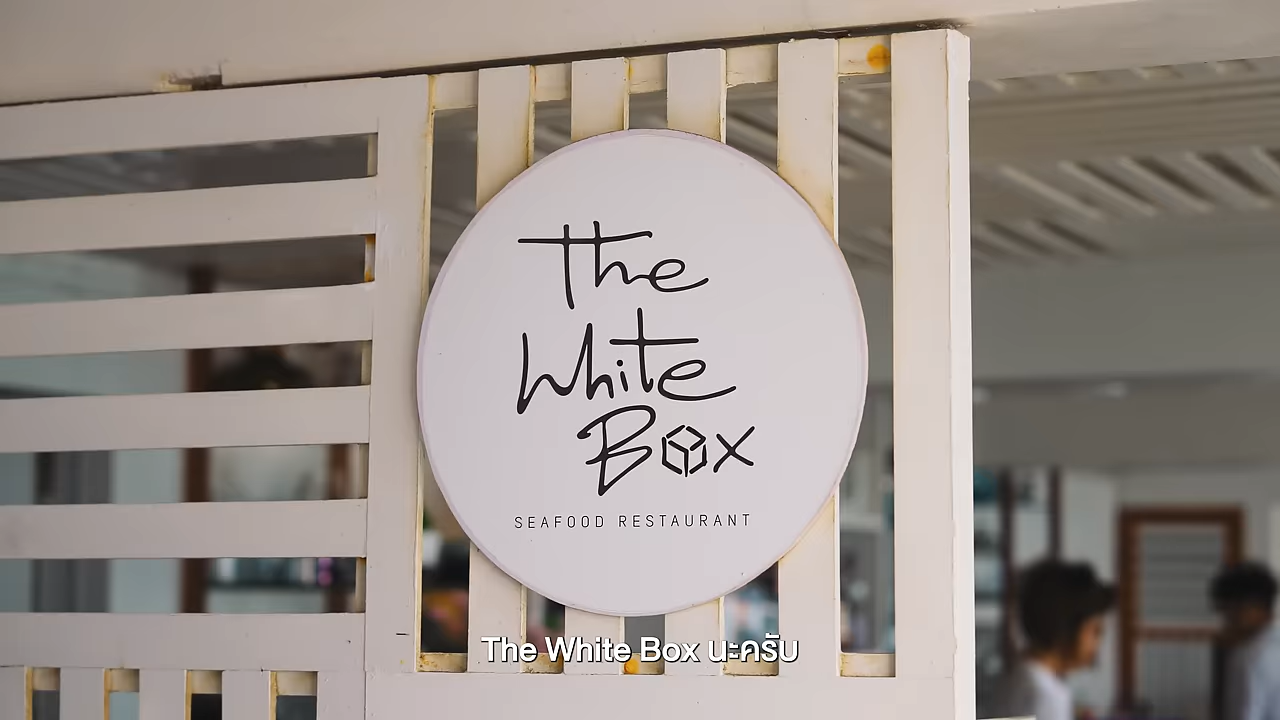 The
White
Box
SEAFOOD RESTAURANT
The White Box นะครับ